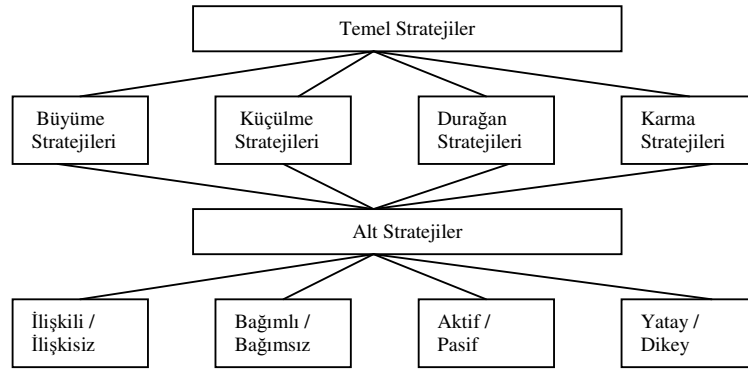 Temel Stratejiler
Büyüme
Stratejileri
Küçülme
Stratejileri
Durağan
Stratejileri
Karma
Stratejileri
Alt Stratejiler
İlişkili /
İlişkisiz
Bağımlı /
Bağımsız
Aktif /
Pasif
Yatay /
Dikey